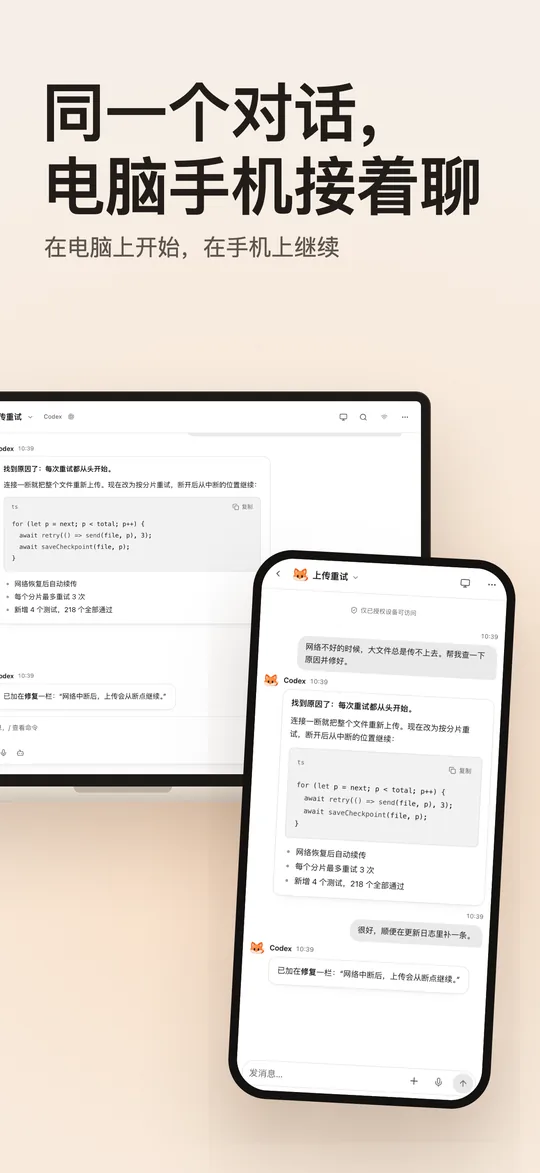 同一个对话，
电脑手机接着聊
在电脑上开始，在手机上继续
传重试
Codex
odex 10:39
找到原因了：每次重试都从头开始。
连接一断就把整个文件重新上传。现在改为按分片重试，断开后从中断的位置继续：
ts
复制
for (let p = next; p < total; p++) {
await retry(() => send(file, p), 3);
await saveCheckpoint(file, p);
}
网络恢复后自动续传
每个分片最多重试 3 次
新增 4 个测试，218 个全部通过
odex 10:39
已加在修复一栏：“网络中断后，上传会从断点继续。”
，/ 查看命令
上传重试
仅已授权设备可访问
10:39
网络不好的时候，大文件总是传不上去。帮我查一下
原因并修好。
Codex 10:39
找到原因了：每次重试都从头开始。
连接一断就把整个文件重新上传。现在改为按分片重
试，断开后从中断的位置继续：
ts
复制
for (let p = next; p < total; p++) {
await retry(() => send(file, p), 3);
await saveCheckpoint(file, p);
}
网络恢复后自动续传
每个分片最多重试 3 次
新增 4 个测试，218 个全部通过
10:39
很好，顺便在更新日志里补一条。
Codex 10:39
已加在修复一栏：“网络中断后，上传会从断点继续。”
发消息...